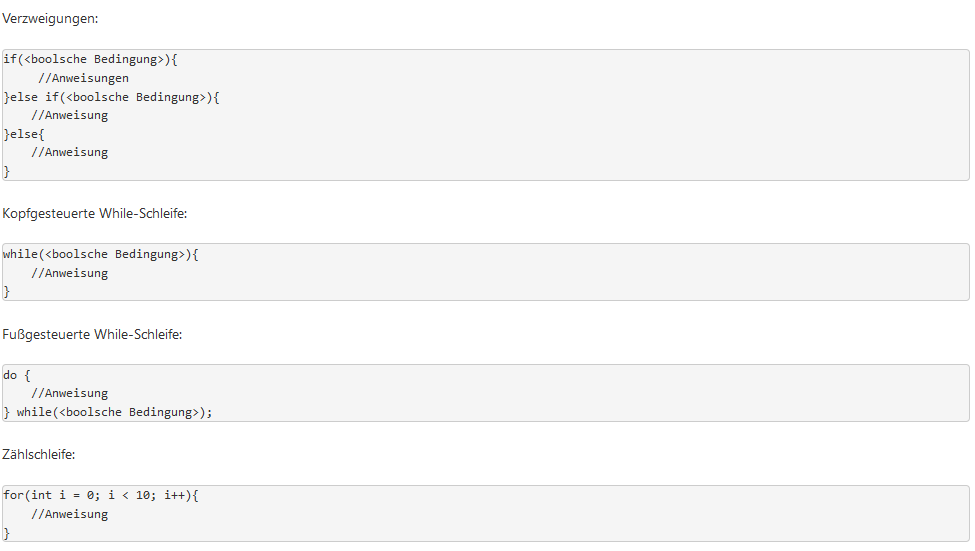 Verzweigungen:
if(<boolsche Bedingung>){
     //Anweisungen
}else if(<boolsche Bedingung>){
    //Anweisung
}else{
    //Anweisung
}
Kopfgesteuerte While-Schleife:
while(<boolsche Bedingung>){
    //Anweisung
}
Fußgesteuerte While-Schleife:
do {
    //Anweisung
} while(<boolsche Bedingung>);
Zählschleife:
for(int i = 0; i < 10; i++){
    //Anweisung
}